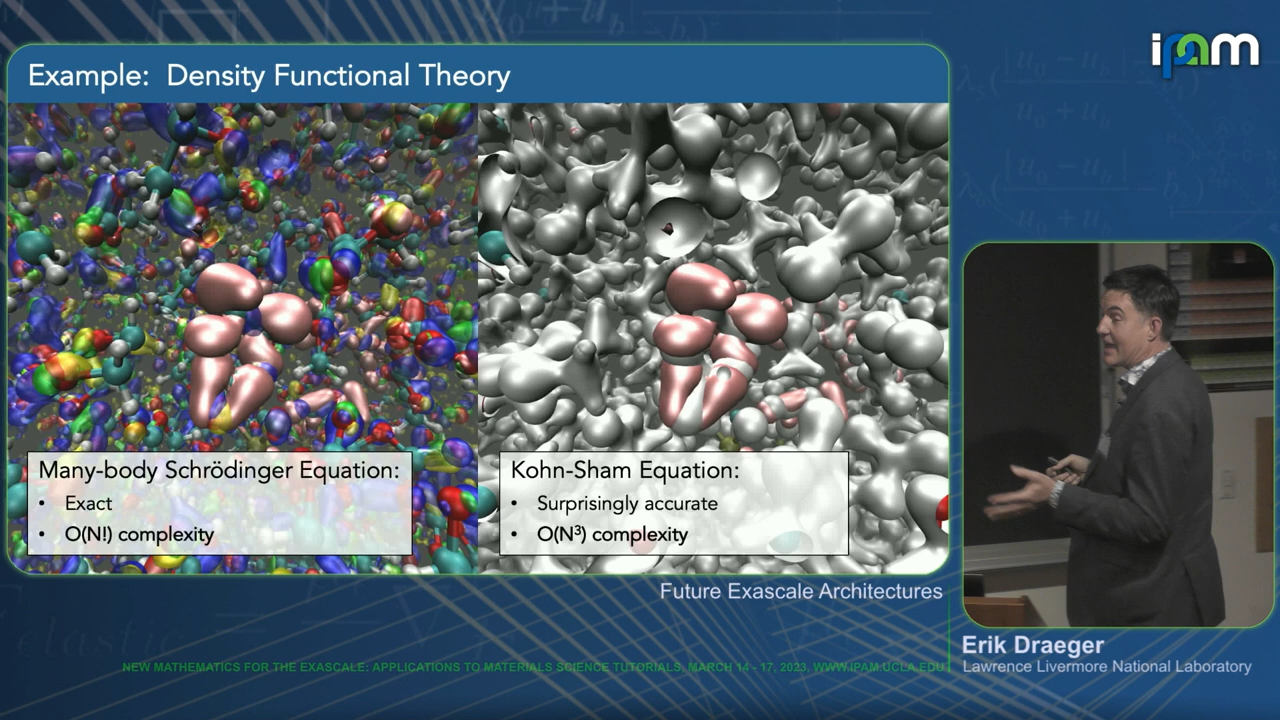 ipam
Example: Density Functional Theory
Many-body Schrödinger Equation:
• Exact
• O(N!) complexity
Kohn-Sham Equation:
• Surprisingly accurate
• O(N³) complexity
Future Exascale Architectures
Erik Draeger
Lawrence Livermore National Laboratory
NEW MATHEMATICS FOR THE EXASCALE: APPLICATIONS TO MATERIALS SCIENCE TUTORIALS, MARCH 14 - 17, 2023, WWW.IPAM.UCLA.EDU
elastic